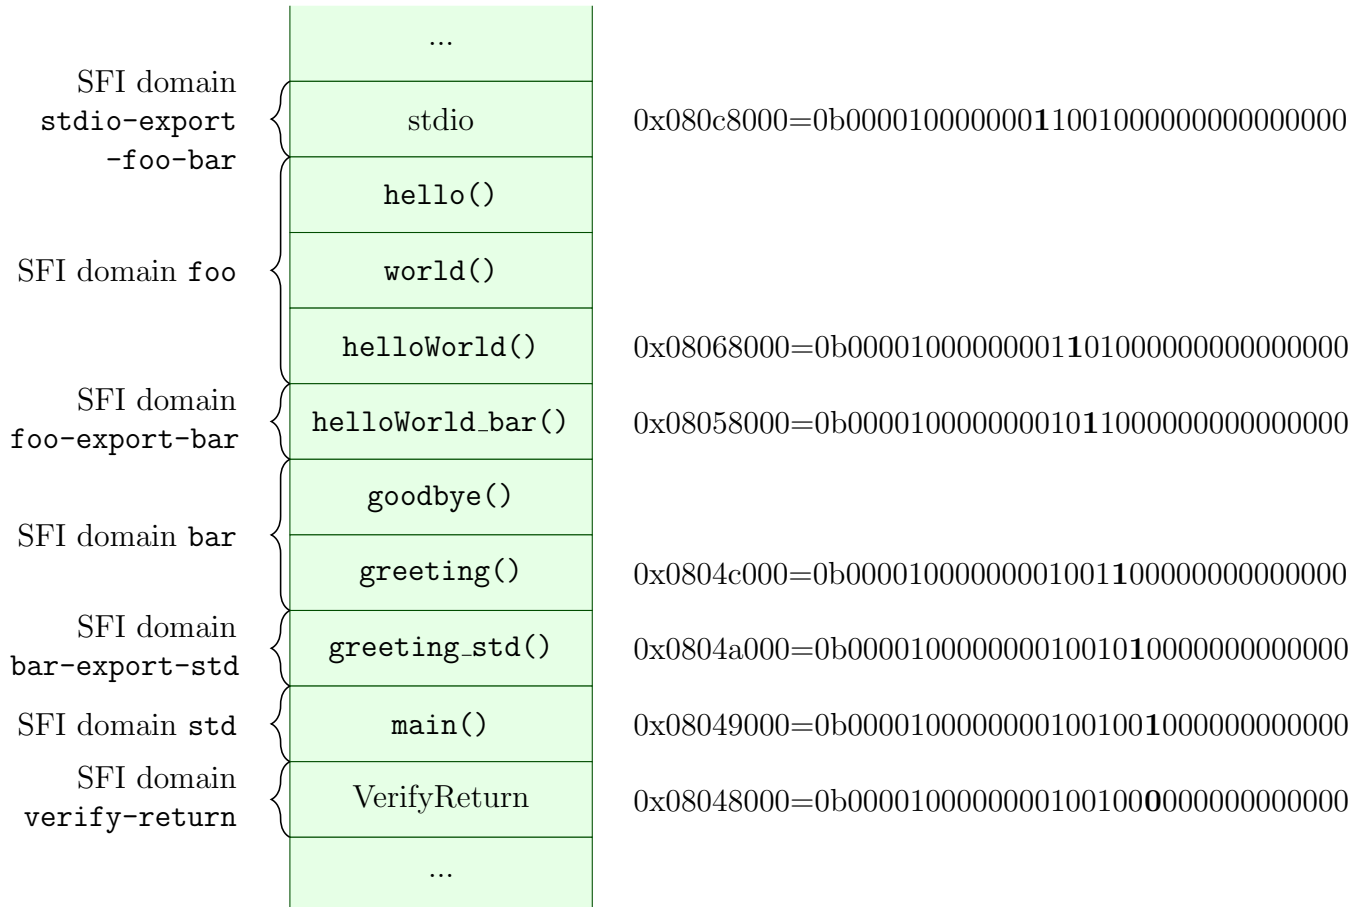 ...
SFI domain
stdio-export
-foo-bar
stdio
0x080c8000=0b00001000000011001000000000000000
hello()
SFI domain foo
world()
helloWorld()
0x08068000=0b00001000000001101000000000000000
SFI domain
foo-export-bar
helloWorld_bar()
0x08058000=0b00001000000001011000000000000000
goodbye()
SFI domain bar
greeting()
0x0804c000=0b00001000000001001100000000000000
SFI domain
bar-export-std
greeting_std()
0x0804a000=0b00001000000001001010000000000000
SFI domain std
main()
0x08049000=0b00001000000001001001000000000000
SFI domain
verify-return
VerifyReturn
0x08048000=0b00001000000001001000000000000000
...